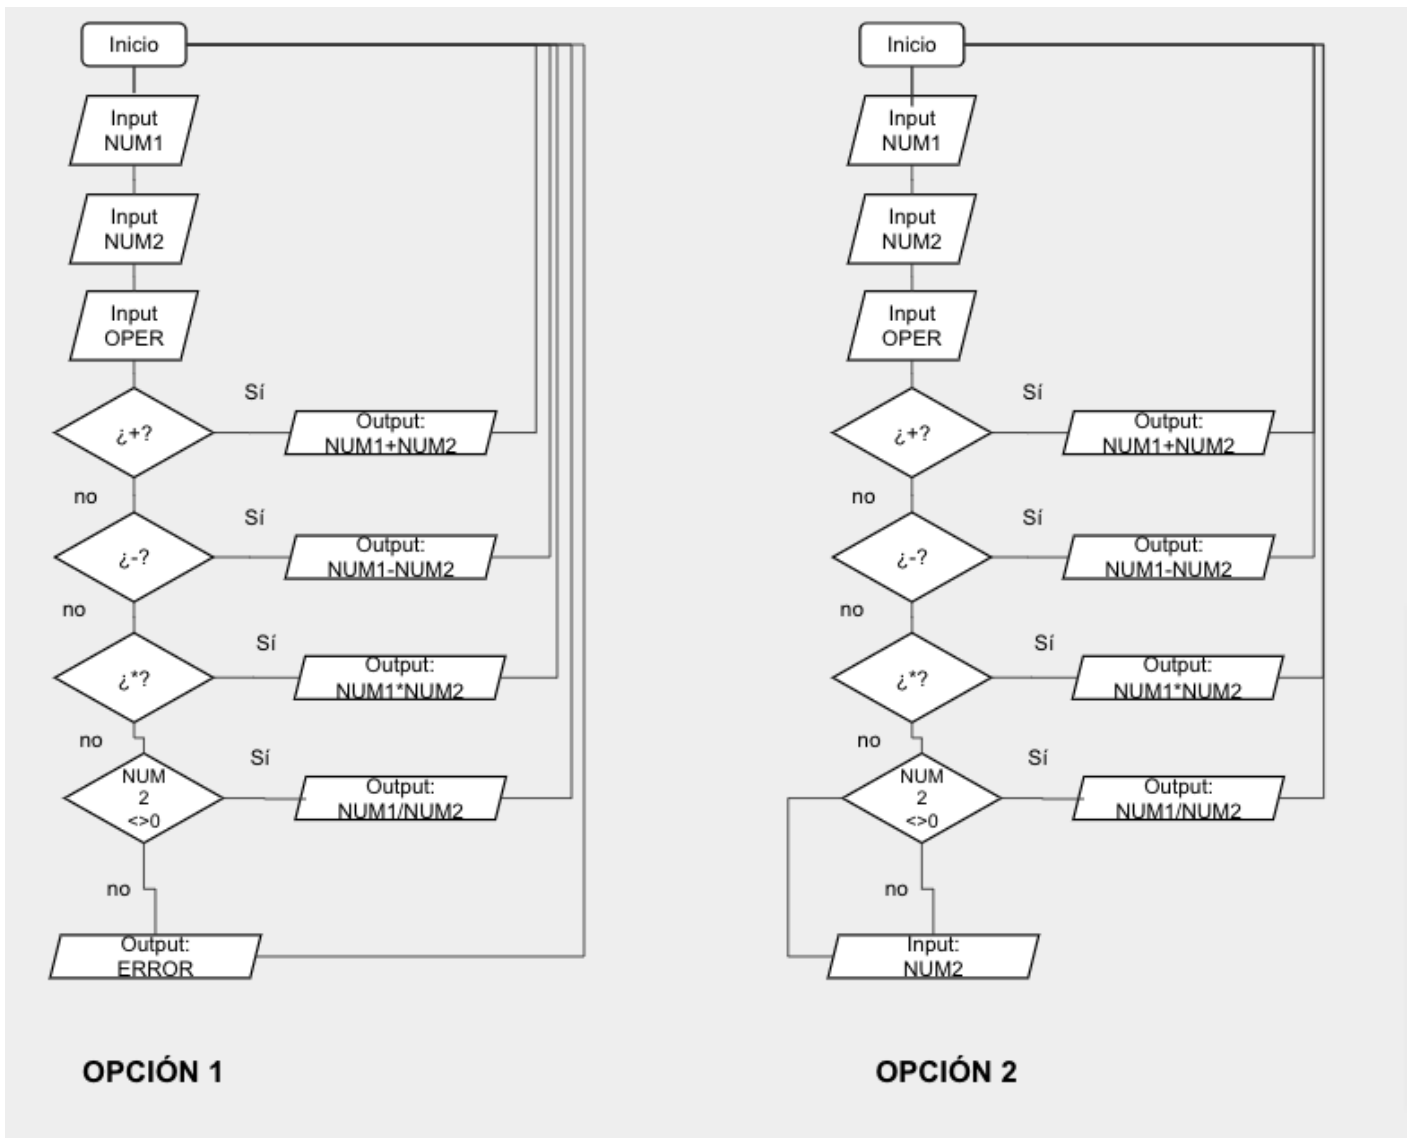 Inicio
Input
NUM1
Input
NUM2
Input
OPER
¿+?
Sí
Output:
NUM1+NUM2
no
¿-?
Sí
Output:
NUM1-NUM2
no
¿*?
Sí
Output:
NUM1*NUM2
no
NUM
2
<>0
Sí
Output:
NUM1/NUM2
no
Output:
ERROR
OPCIÓN 1
Inicio
Input
NUM1
Input
NUM2
Input
OPER
¿+?
Sí
Output:
NUM1+NUM2
no
¿-?
Sí
Output:
NUM1-NUM2
no
¿*?
Sí
Output:
NUM1*NUM2
no
NUM
2
<>0
Sí
Output:
NUM1/NUM2
no
Input:
NUM2
OPCIÓN 2